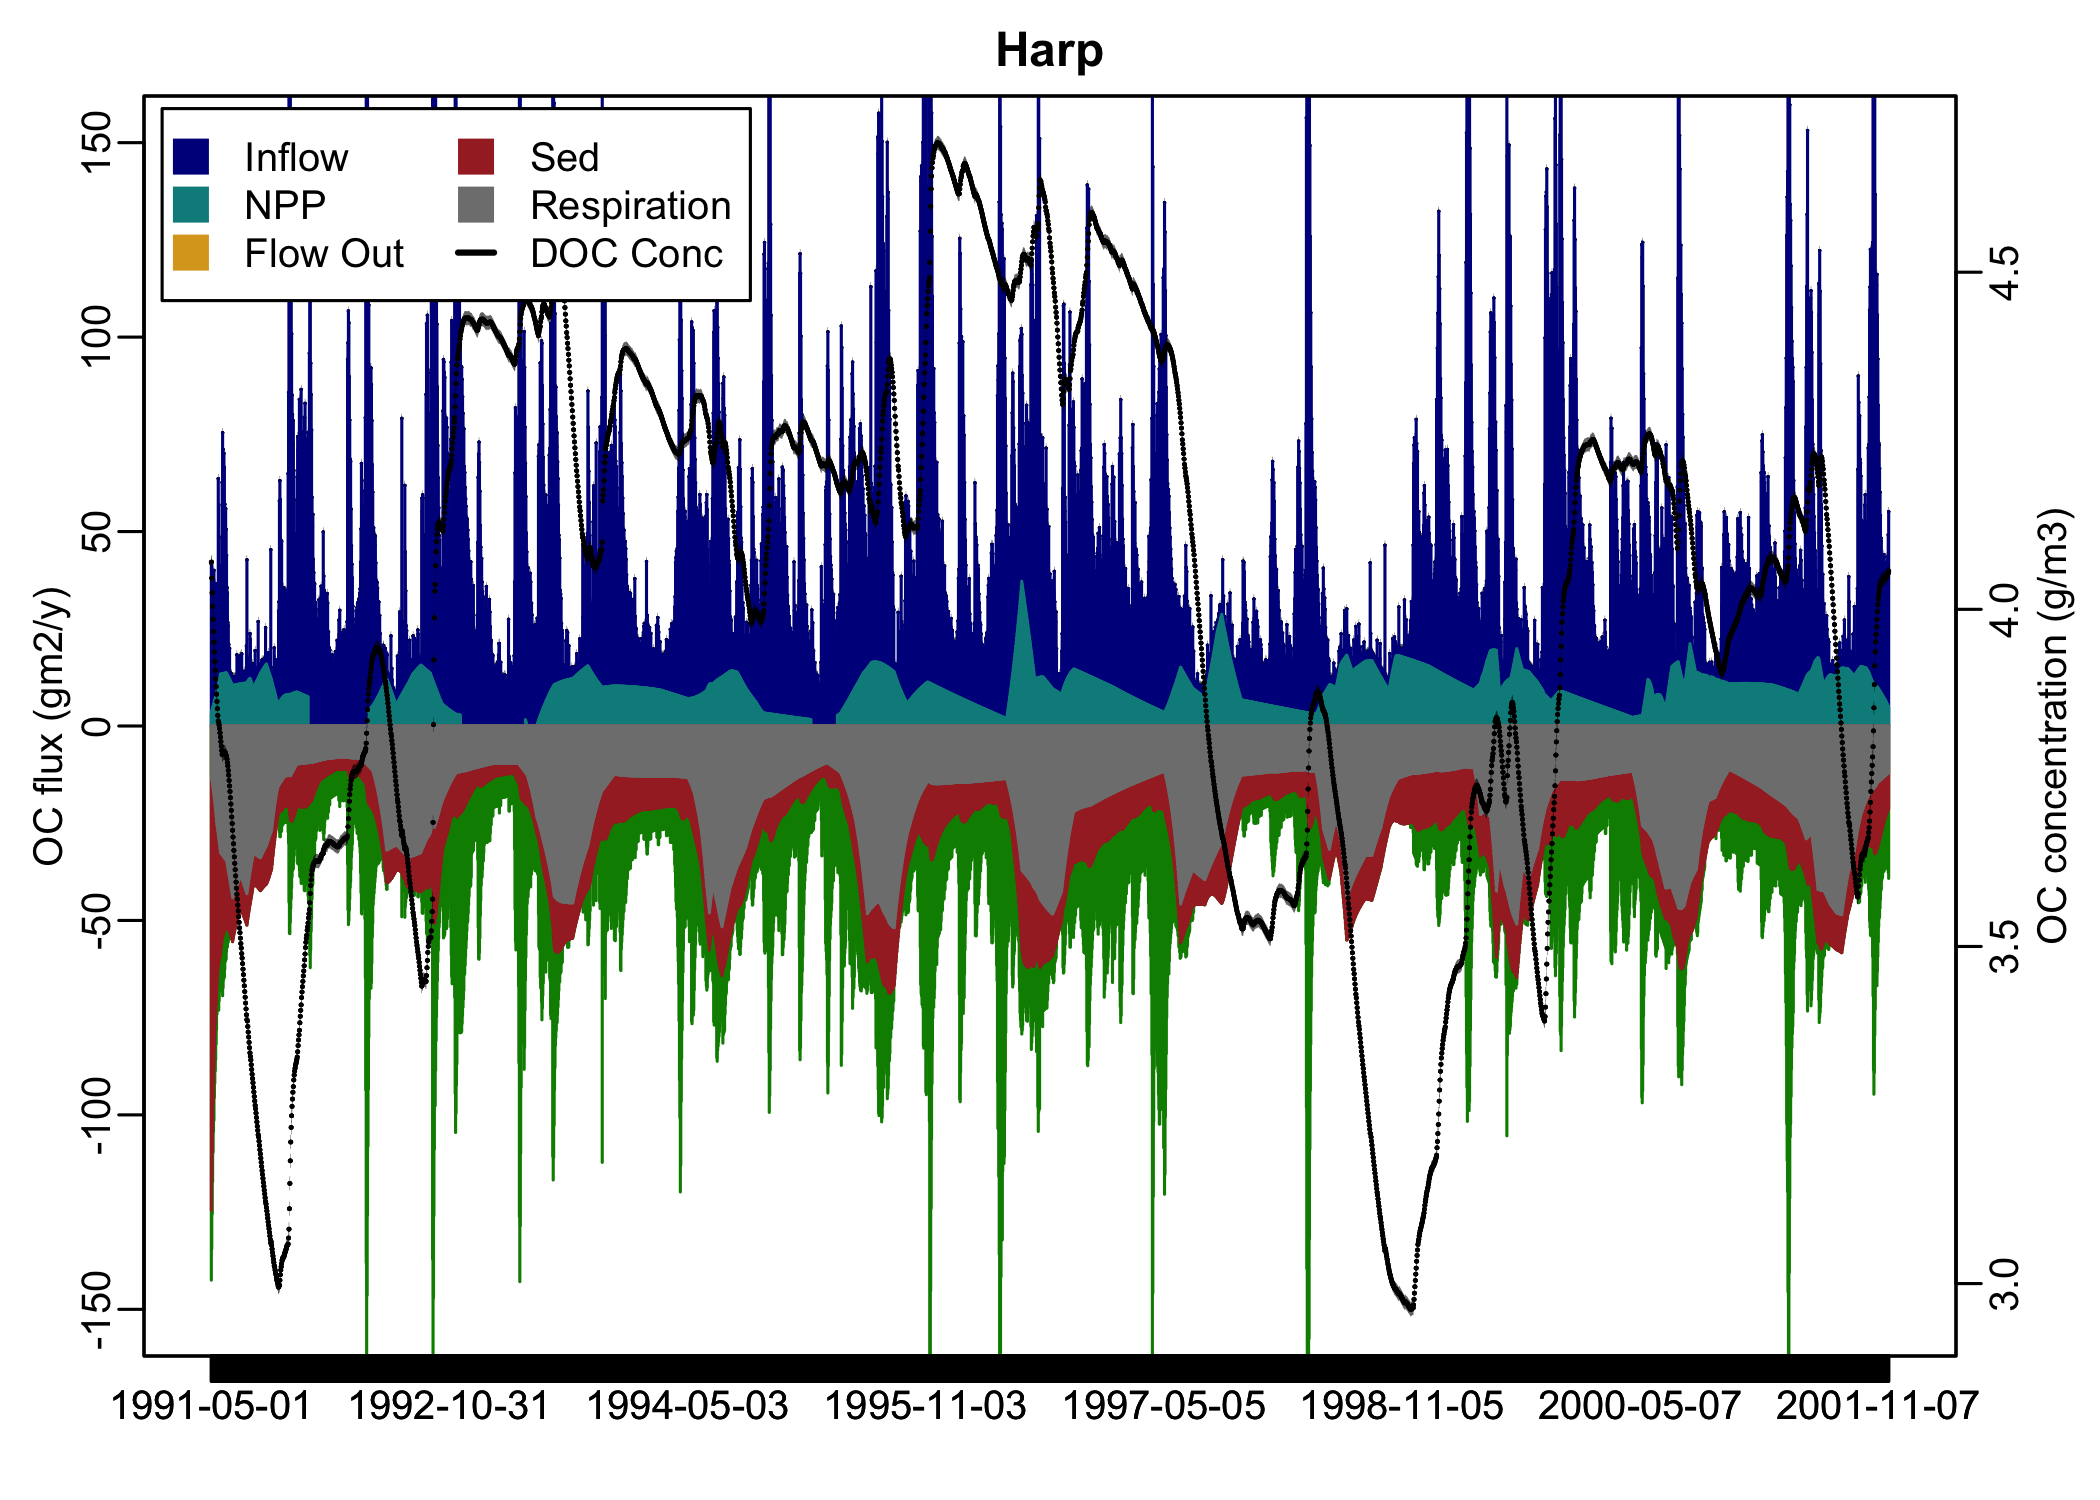 Harp
Inflow Sed
NPP Respiration
Flow Out DOC Conc
OC flux (gm2/y)
150
100
50
0
-50
-100
-150
OC concentration (g/m3)
4.5
4.0
3.5
3.0
1991-05-01 1992-10-31 1994-05-03 1995-11-03 1997-05-05 1998-11-05 2000-05-07 2001-11-07